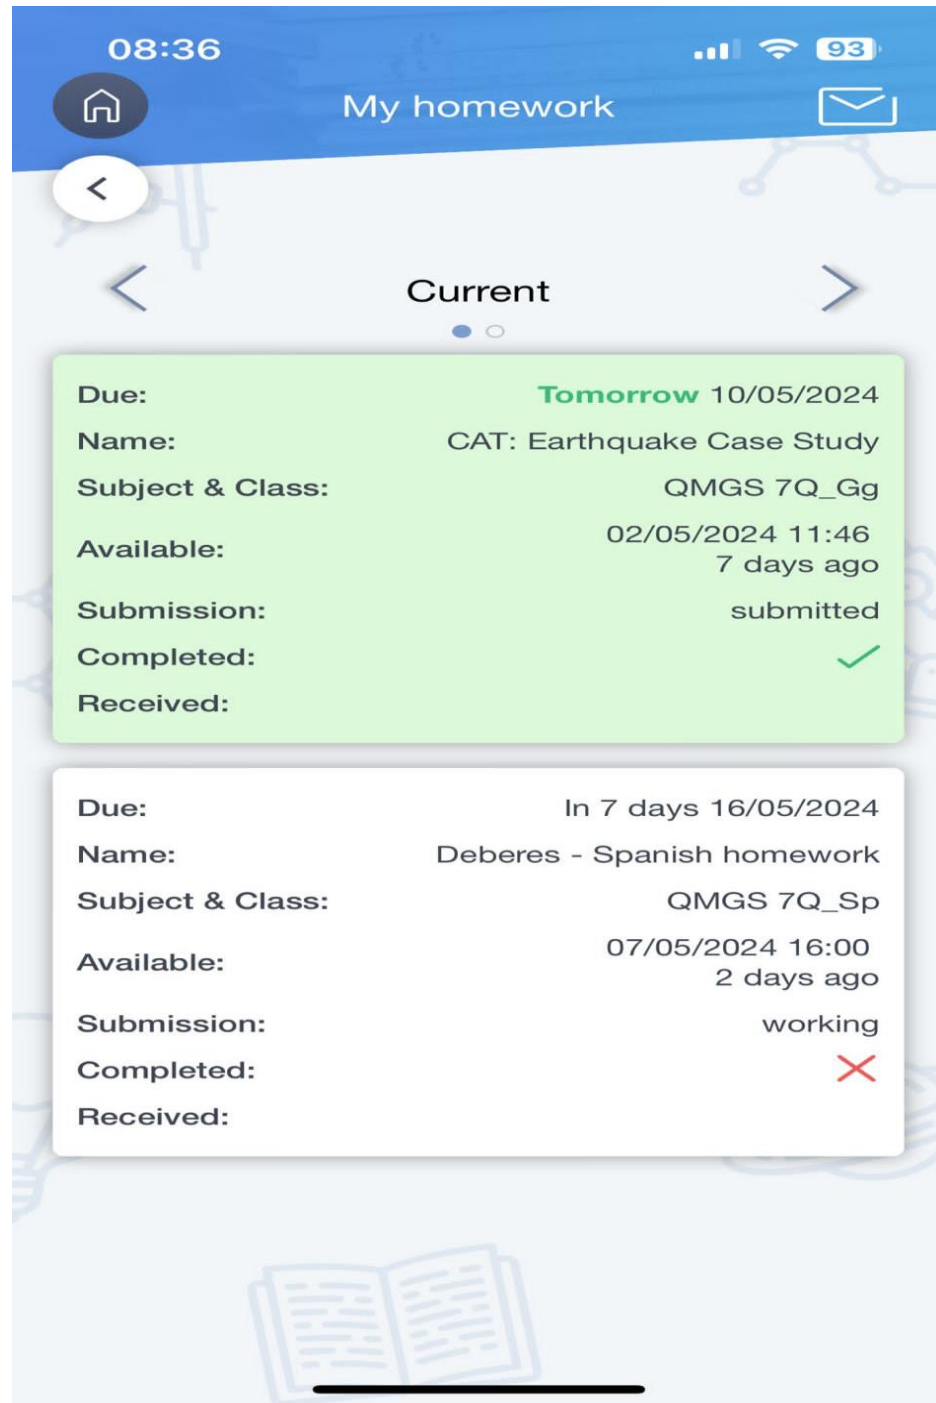 08:36
93
My homework
Current
Due: Tomorrow 10/05/2024
Name: CAT: Earthquake Case Study
Subject & Class: QMGS 7Q_Gg
Available: 02/05/2024 11:46
7 days ago
Submission: submitted
Completed:
Received:
Due: In 7 days 16/05/2024
Name: Deberes - Spanish homework
Subject & Class: QMGS 7Q_Sp
Available: 07/05/2024 16:00
2 days ago
Submission: working
Completed:
Received: